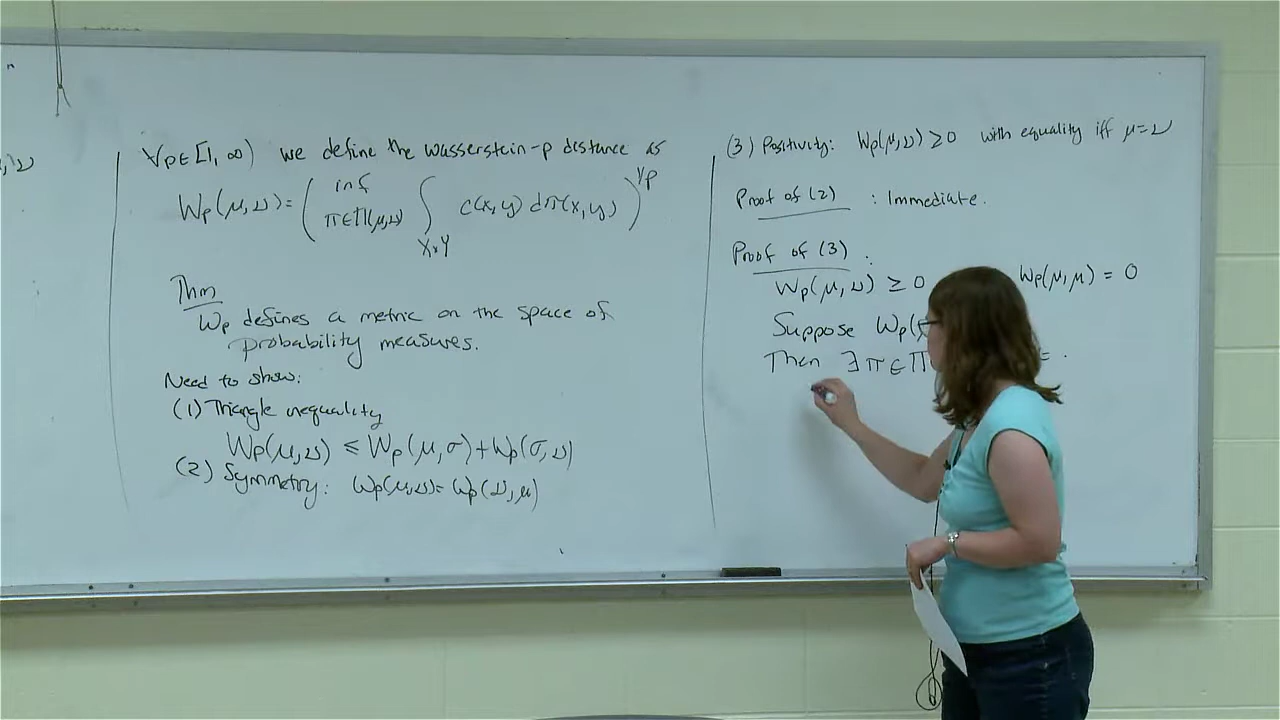 ∀p∈[1, ∞) we define the Wasserstein-p distance as
Wp(μ,ν) = ( inf π∈Π(μ,ν) ∫X×Y c(x,y) dπ(x,y) )^1/p
Thm
Wp defines a metric on the space of
probability measures.
Need to show:
(1) Triangle inequality
Wp(μ,ν) ≤ Wp(μ,σ) + Wp(σ,ν)
(2) Symmetry: Wp(μ,ν) = Wp(ν,μ)
(3) Positivity: Wp(μ,ν) ≥ 0 with equality iff μ=ν
Proof of (2) : Immediate.
Proof of (3) :
Wp(μ,ν) ≥ 0 Wp(μ,μ) = 0
Suppose Wp(
Then ∃ π ∈ Π